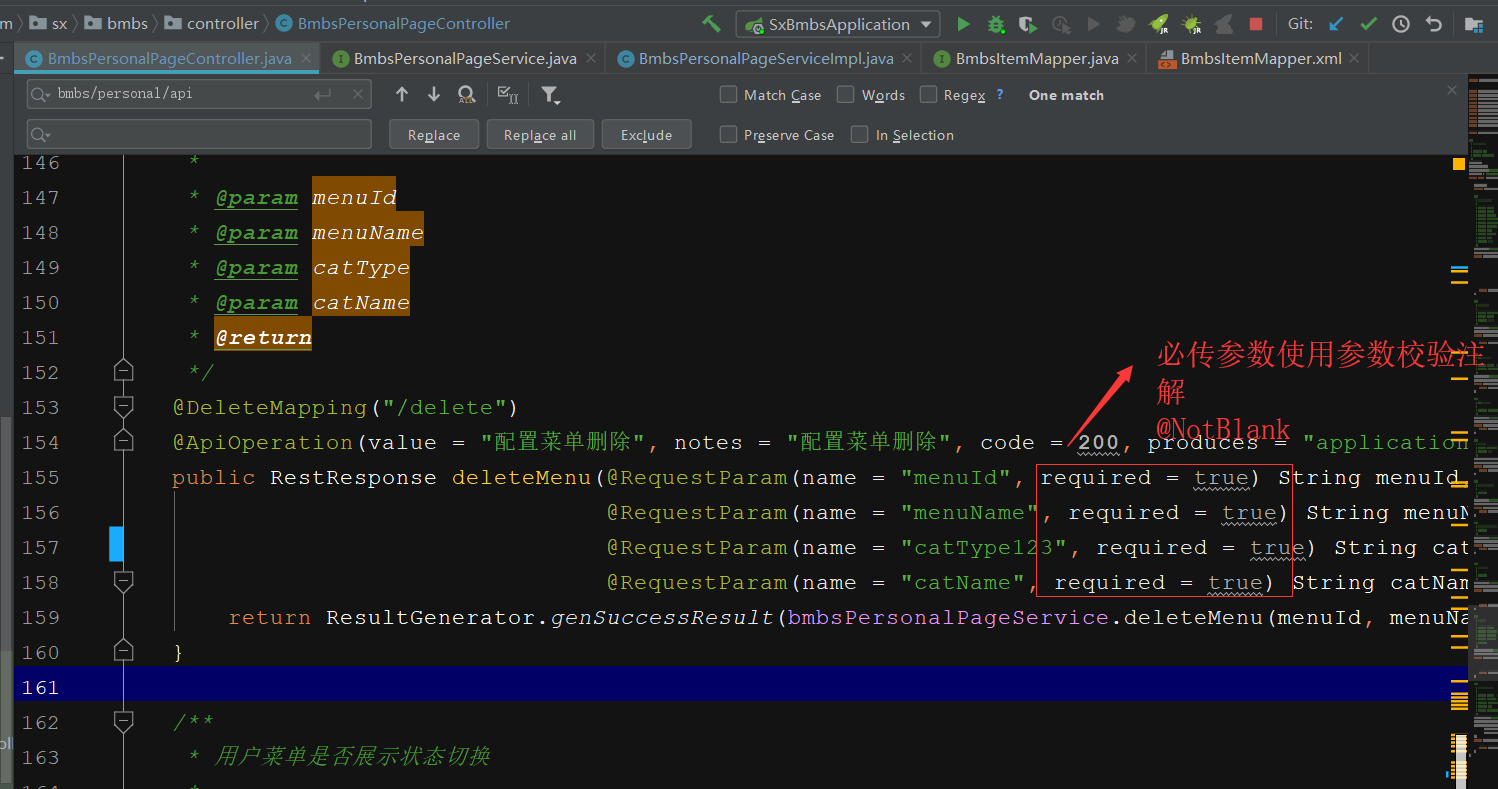 m sx bmbs controller BmbsPersonalPageController SxBmbsApplication Git:
BmbsPersonalPageController.java BmbsPersonalPageService.java BmbsPersonalPageServiceImpl.java BmbsItemMapper.java BmbsItemMapper.xml
bmbs/personal/api Match Case Words Regex ? One match
Replace Replace all Exclude Preserve Case In Selection
146 *
147 * @param menuId
148 * @param menuName
149 * @param catType
150 * @param catName
151 * @return
152 */
必传参数使用参数校验注
解
@NotBlank
153 @DeleteMapping("/delete")
154 @ApiOperation(value = "配置菜单删除", notes = "配置菜单删除", code = 200, produces = "application
155 public RestResponse deleteMenu(@RequestParam(name = "menuId", required = true) String menuId,
156 @RequestParam(name = "menuName", required = true) String menuN
157 @RequestParam(name = "catType123", required = true) String cat
158 @RequestParam(name = "catName", required = true) String catNam
159 return ResultGenerator.genSuccessResult(bmbsPersonalPageService.deleteMenu(menuId, menuNa
160 }
161
162 /**
163 * 用户菜单是否展示状态切换